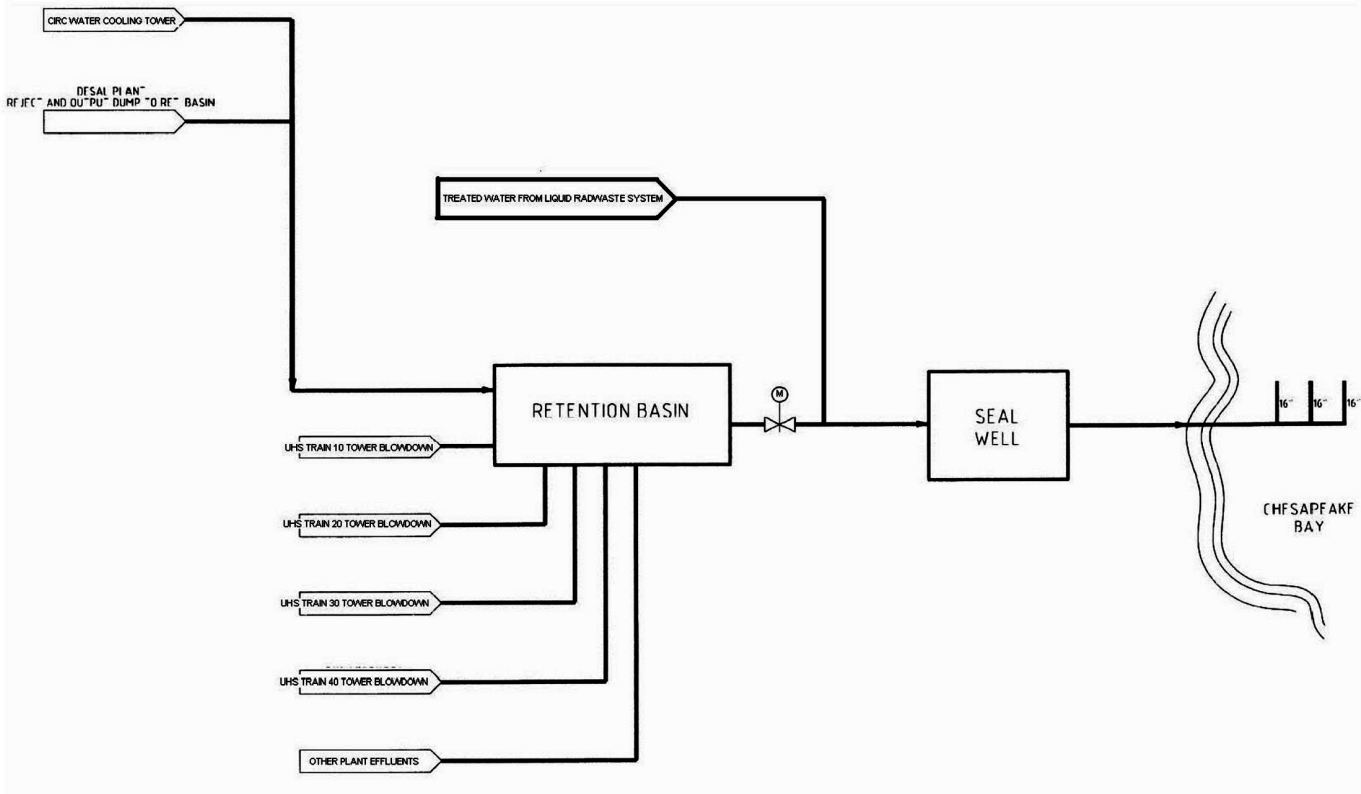 CIRC WATER COOLING TOWER
DESAL PLANT
REJECT AND OUTPUT DUMP TO RET BASIN
TREATED WATER FROM LIQUID RADWASTE SYSTEM
M
RETENTION BASIN
SEAL
WELL
16" 16" 16"
UHS TRAIN 10 TOWER BLOWDOWN
UHS TRAIN 20 TOWER BLOWDOWN
CHESAPEAKE
BAY
UHS TRAIN 30 TOWER BLOWDOWN
UHS TRAIN 40 TOWER BLOWDOWN
OTHER PLANT EFFLUENTS